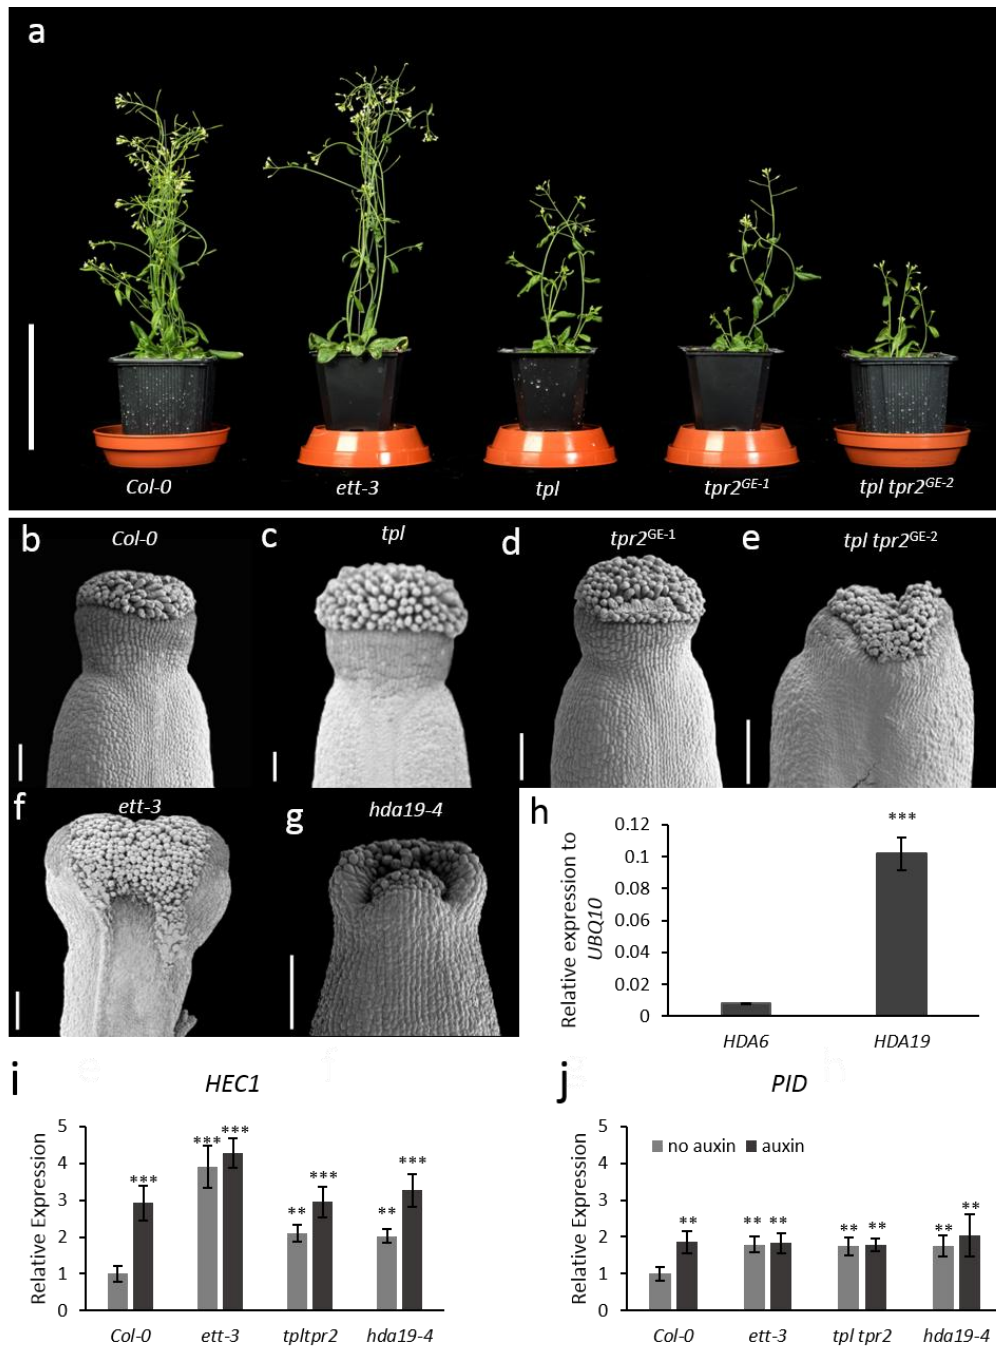 a
Col-0 ett-3 tpl tpr2GE-1 tpl tpr2GE-2
b Col-0 c tpl d tpr2GE-1 e tpl tpr2GE-2
f ett-3 g hda19-4 h
Relative expression to
UBQ10
0.12
0.1
0.08
0.06
0.04
0.02
0
***
HDA6 HDA19
i HEC1
Relative Expression
5
4
3
2
1
0
*** *** *** ** *** ** ***
Col-0 ett-3 tpltpr2 hda19-4
j PID
no auxin auxin
Relative Expression
5
4
3
2
1
0
** ** ** ** ** ** **
Col-0 ett-3 tpl tpr2 hda19-4